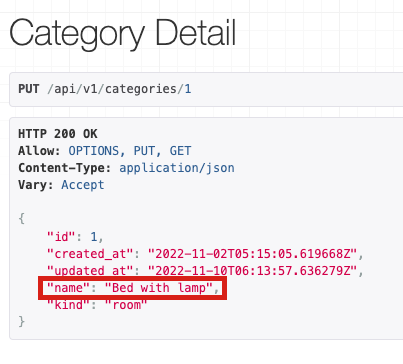 Category Detail
PUT /api/v1/categories/1
HTTP 200 OK
Allow: OPTIONS, PUT, GET
Content-Type: application/json
Vary: Accept
{
"id": 1,
"created_at": "2022-11-02T05:15:05.619668Z",
"updated_at": "2022-11-10T06:13:57.636279Z",
"name": "Bed with lamp",
"kind": "room"
}